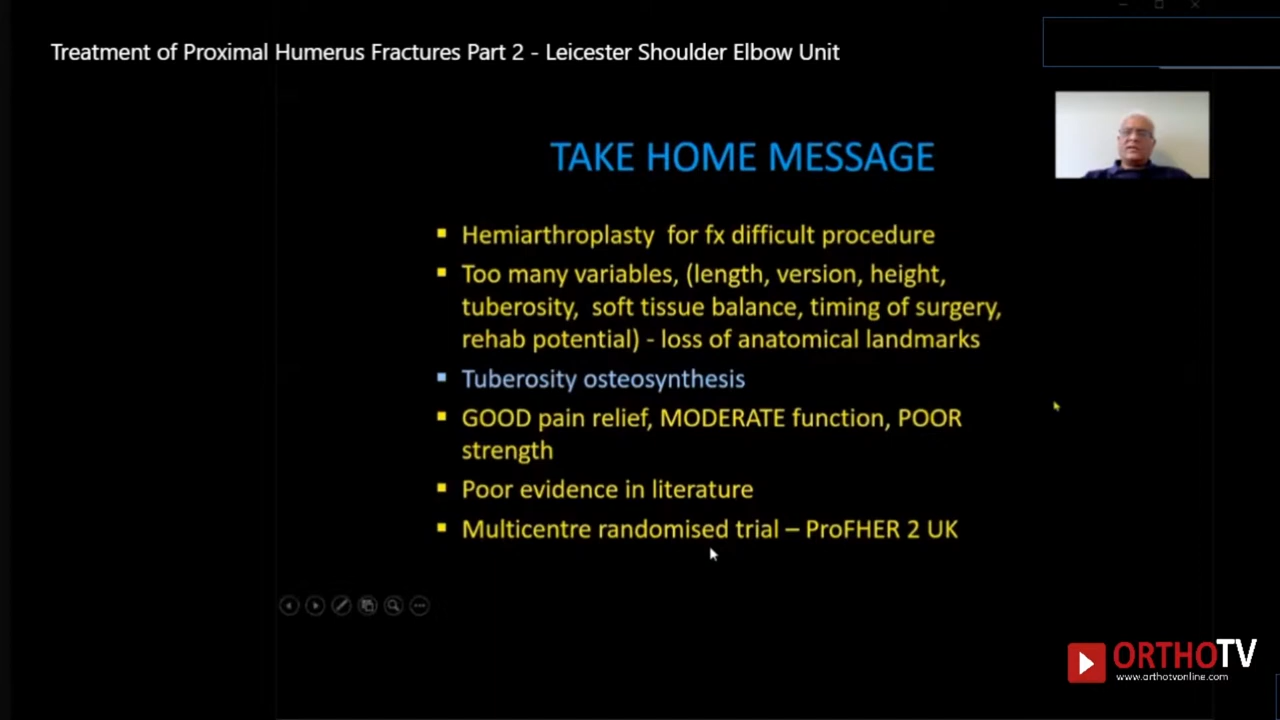 Treatment of Proximal Humerus Fractures Part 2 - Leicester Shoulder Elbow Unit
TAKE HOME MESSAGE
Hemiarthroplasty for fx difficult procedure
Too many variables, (length, version, height,
tuberosity, soft tissue balance, timing of surgery,
rehab potential) - loss of anatomical landmarks
Tuberosity osteosynthesis
GOOD pain relief, MODERATE function, POOR
strength
Poor evidence in literature
Multicentre randomised trial – ProFHER 2 UK
ORTHOTV
www.orthotvonline.com